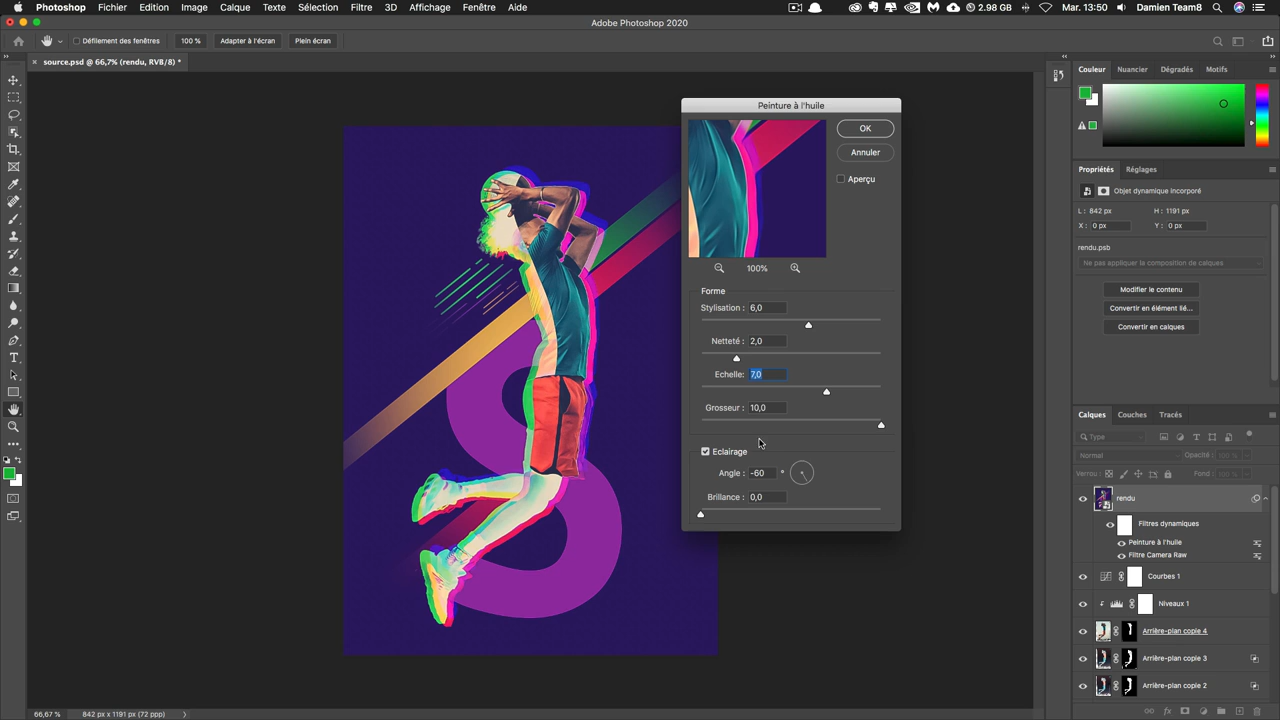 Photoshop Fichier Edition Image Calque Texte Sélection Filtre 3D Affichage Fenêtre Aide 2.98 GB Mar. 13:50 Damien Team8
Adobe Photoshop 2020
Défilement des fenêtres 100 % Adapter à l'écran Plein écran
source.psd @ 66,7% (rendu, RVB/8) *
Peinture à l'huile
OK
Annuler
Aperçu
100%
Forme
Stylisation : 6,0
Netteté : 2,0
Echelle: 7,0
Grosseur : 10,0
Eclairage
Angle : -60 °
Brillance : 0,0
Couleur Nuancier Dégradés Motifs
Propriétés Réglages
Objet dynamique incorporé
L : 842 px H : 1191 px
X : 0 px Y : 0 px
rendu.psb
Ne pas appliquer la composition de calques
Modifier le contenu
Convertir en élément lié...
Convertir en calques
Calques Couches Tracés
Type
Normal Opacité : 100 %
Verrou : Fond : 100 %
rendu
Filtres dynamiques
Peinture à l'huile
Filtre Camera Raw
Courbes 1
Niveaux 1
Arrière-plan copie 4
Arrière-plan copie 3
Arrière-plan copie 2
66,67 % 842 px x 1191 px (72 ppp)